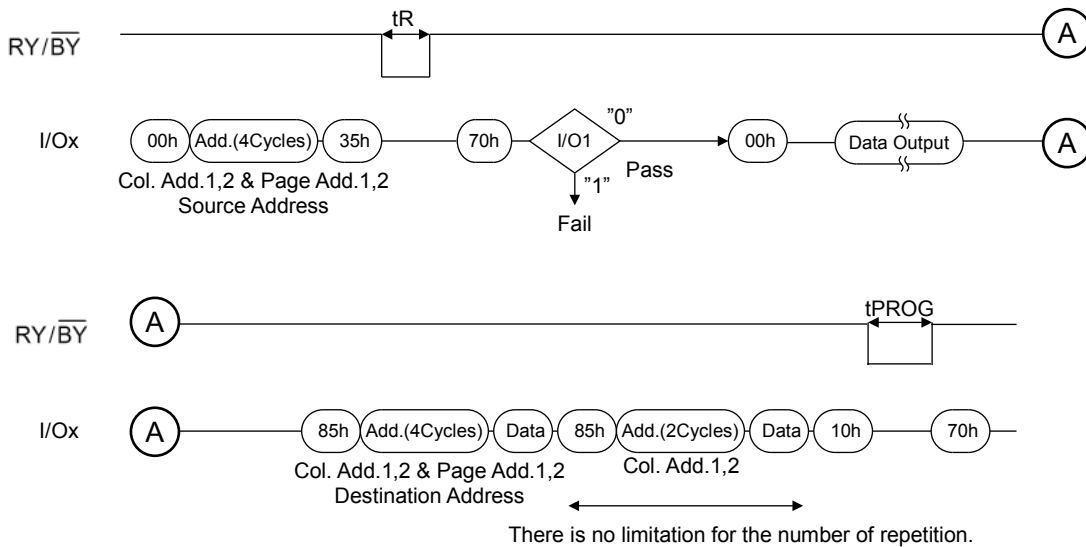 tR
RY/BY
A
I/Ox
00h Add.(4Cycles) 35h 70h I/O1 "0" Pass 00h Data Output A
"1"
Fail
Col. Add.1,2 & Page Add.1,2
Source Address
tPROG
RY/BY
A
I/Ox
A 85h Add.(4Cycles) Data 85h Add.(2Cycles) Data 10h 70h
Col. Add.1,2 & Page Add.1,2
Destination Address
Col. Add.1,2
There is no limitation for the number of repetition.